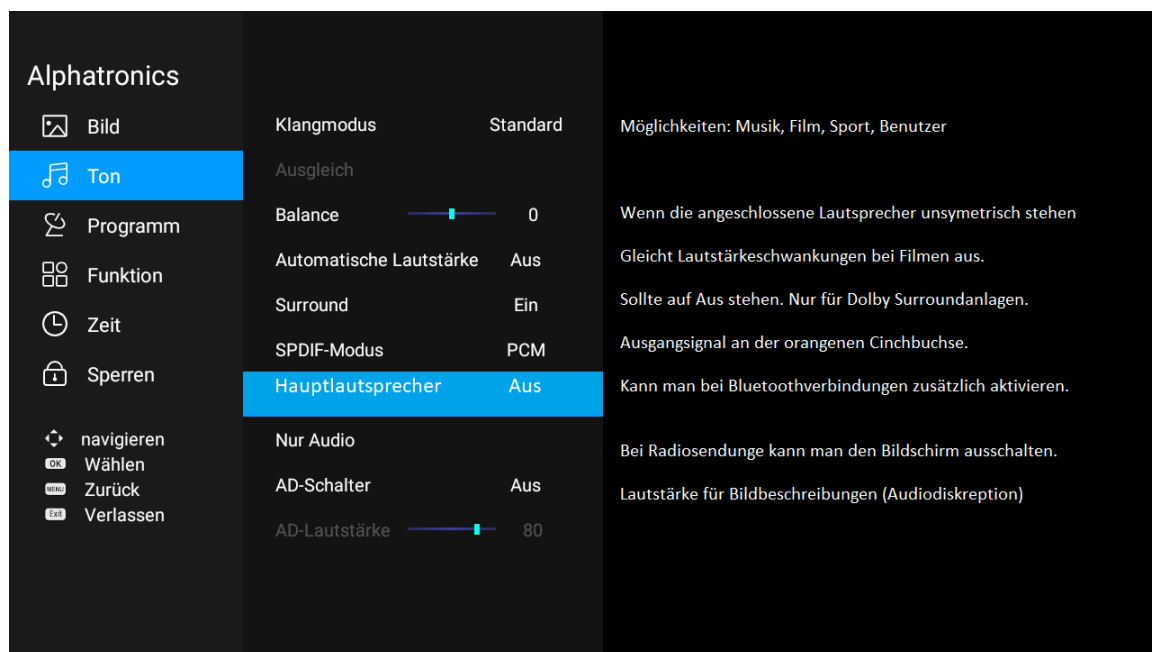 Alphatronics
Bild
Ton
Programm
Funktion
Zeit
Sperren
navigieren
OK Wählen
MENU Zurück
Exit Verlassen
Klangmodus Standard Möglichkeiten: Musik, Film, Sport, Benutzer
Ausgleich
Balance 0 Wenn die angeschlossene Lautsprecher unsymetrisch stehen
Automatische Lautstärke Aus Gleicht Lautstärkeschwankungen bei Filmen aus.
Surround Ein Sollte auf Aus stehen. Nur für Dolby Surroundanlagen.
SPDIF-Modus PCM Ausgangsignal an der orangenen Cinchbuchse.
Hauptlautsprecher Aus Kann man bei Bluetoothverbindungen zusätzlich aktivieren.
Nur Audio Bei Radiosendunge kann man den Bildschirm ausschalten.
AD-Schalter Aus Lautstärke für Bildbeschreibungen (Audiodiskreption)
AD-Lautstärke 80